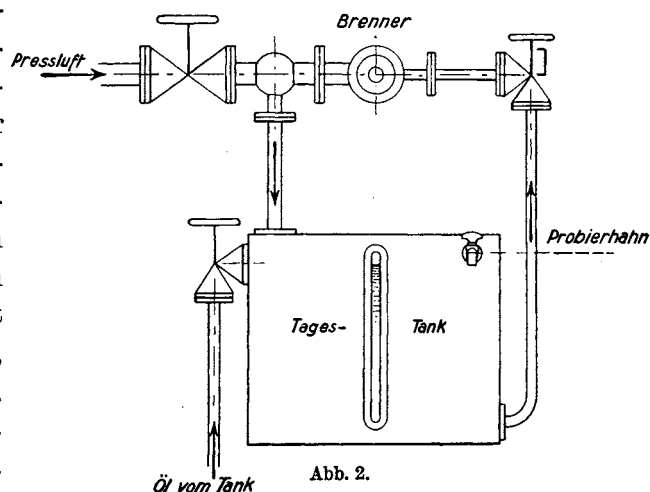 Brenner
Pressluft
Probierhahn
Tages- Tank
Öl vom Tank
Abb. 2.